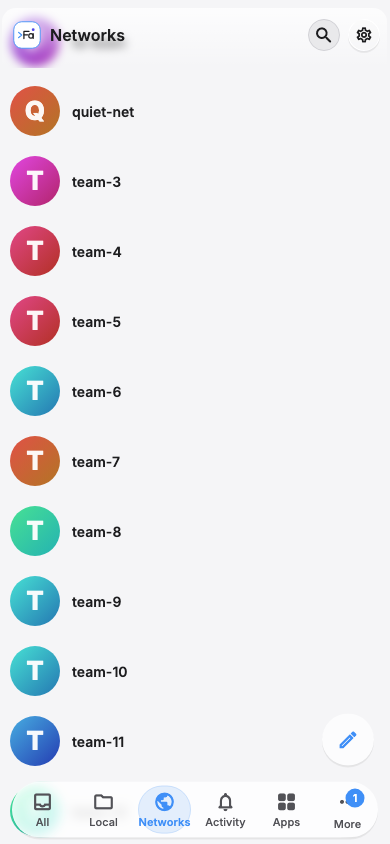 Fa
Networks
Q
quiet-net
T
team-3
T
team-4
T
team-5
T
team-6
T
team-7
T
team-8
T
team-9
T
team-10
T
team-11
1
All
Local
Networks
Activity
Apps
More